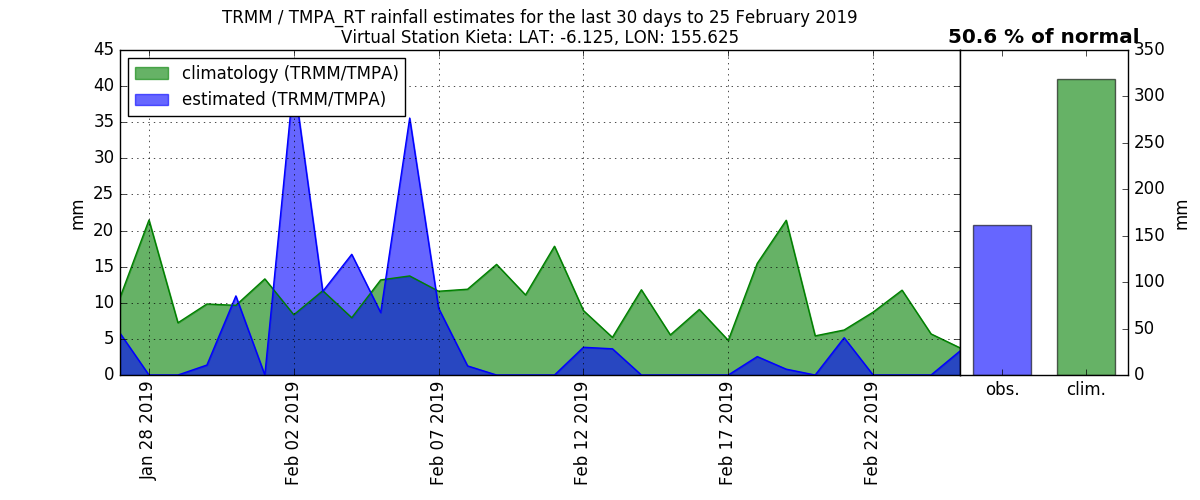 TRMM / TMPA_RT rainfall estimates for the last 30 days to 25 February 2019
Virtual Station Kieta: LAT: -6.125, LON: 155.625
50.6 % of normal
climatology (TRMM/TMPA)
estimated (TRMM/TMPA)
mm
45
40
35
30
25
20
15
10
5
0
Jan 28 2019
Feb 02 2019
Feb 07 2019
Feb 12 2019
Feb 17 2019
Feb 22 2019
obs.
clim.
350
300
250
200
150
100
50
0
mm